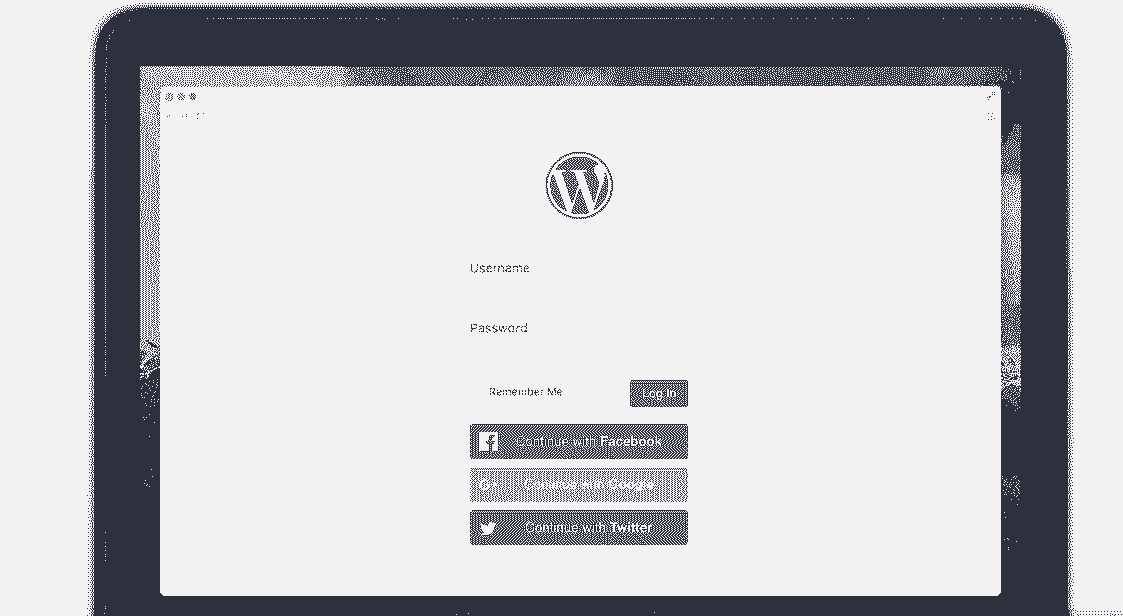 Username
Password
Remember Me
Log In
Continue with Facebook
Continue with Google
Continue with Twitter